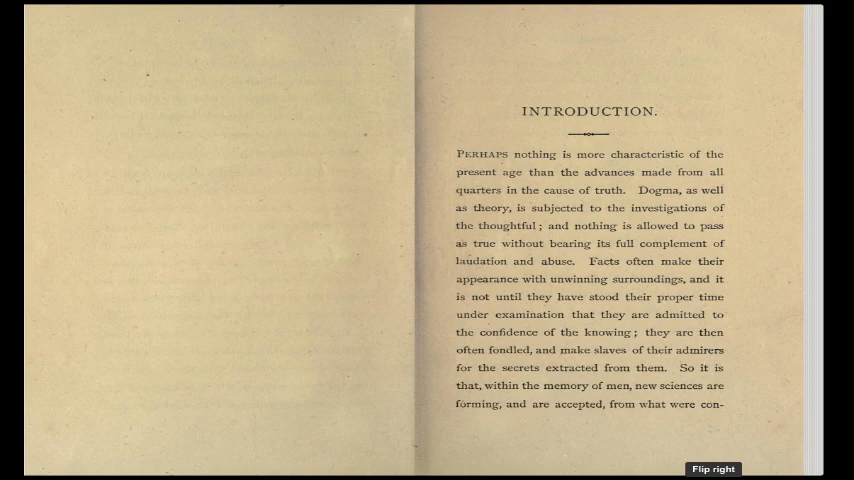 INTRODUCTION.
PERHAPS nothing is more characteristic of the
present age than the advances made from all
quarters in the cause of truth. Dogma, as well
as theory, is subjected to the investigations of
the thoughtful; and nothing is allowed to pass
as true without bearing its full complement of
laudation and abuse. Facts often make their
appearance with unwinning surroundings, and it
is not until they have stood their proper time
under examination that they are admitted to
the confidence of the knowing; they are then
often fondled, and make slaves of their admirers
for the secrets extracted from them. So it is
that, within the memory of men, new sciences are
forming, and are accepted, from what were con-
Flip right